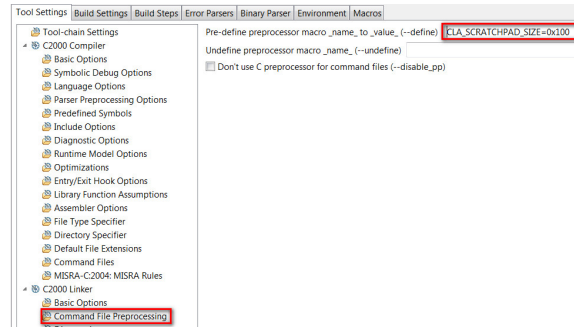 Tool Settings Build Settings Build Steps Error Parsers Binary Parser Environment Macros
Tool-chain Settings
C2000 Compiler
Basic Options
Symbolic Debug Options
Language Options
Parser Preprocessing Options
Predefined Symbols
Include Options
Diagnostic Options
Runtime Model Options
Optimizations
Entry/Exit Hook Options
Library Function Assumptions
Assembler Options
File Type Specifier
Directory Specifier
Default File Extensions
Command Files
MISRA-C:2004: MISRA Rules
C2000 Linker
Basic Options
Command File Preprocessing
Pre-define preprocessor macro _name_ to _value_ (--define) CLA_SCRATCHPAD_SIZE=0x100
Undefine preprocessor macro _name_ (--undefine)
Don't use C preprocessor for command files (--disable_pp)